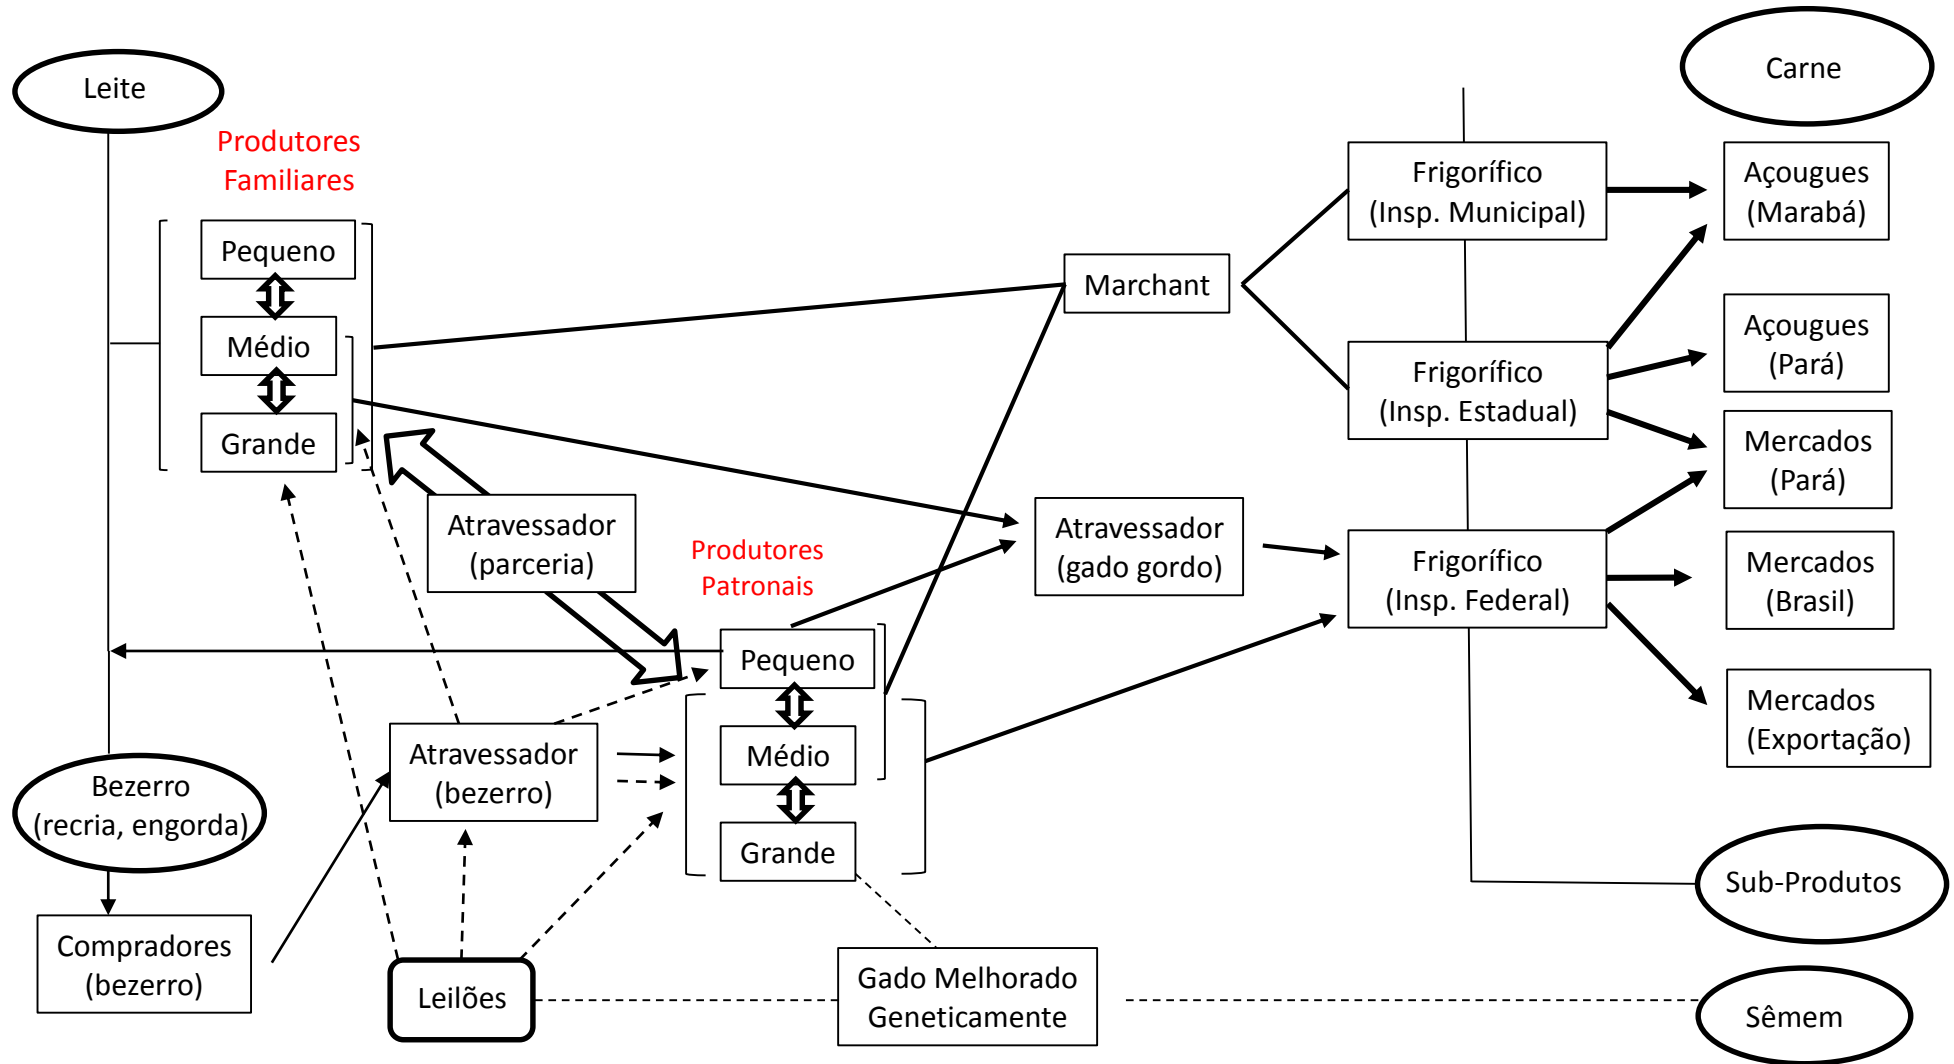 Leite
Carne
Produtores
Familiares
Pequeno
Médio
Grande
Marchant
Frigorífico
(Insp. Municipal)
Açougues
(Marabá)
Frigorífico
(Insp. Estadual)
Açougues
(Pará)
Mercados
(Pará)
Atravessador
(parceria)
Produtores
Patronais
Atravessador
(gado gordo)
Frigorífico
(Insp. Federal)
Mercados
(Brasil)
Pequeno
Médio
Grande
Mercados
(Exportação)
Atravessador
(bezerro)
Bezerro
(recria, engorda)
Sub-Produtos
Compradores
(bezerro)
Leilões
Gado Melhorado
Geneticamente
Sêmem